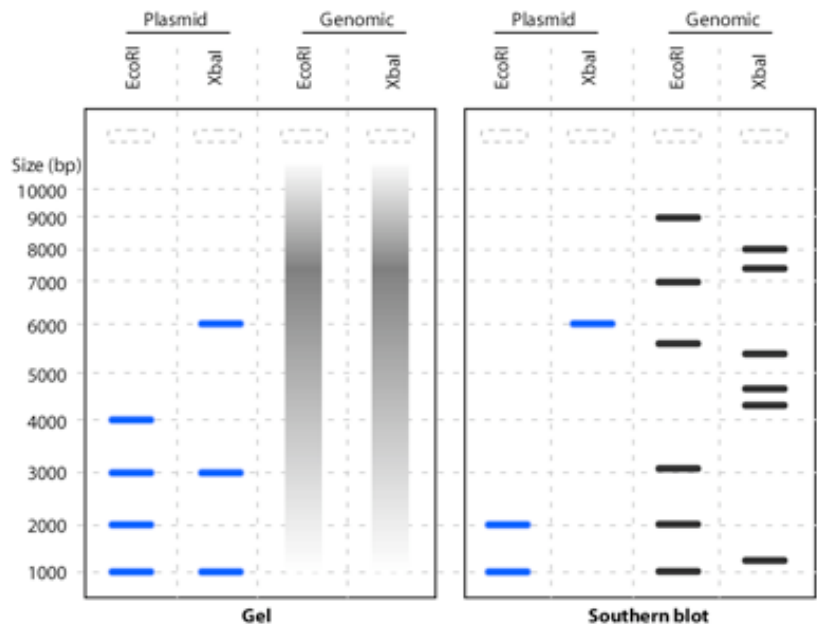 Plasmid Genomic Plasmid Genomic
EcoRI XbaI EcoRI XbaI EcoRI XbaI EcoRI XbaI
Size (bp)
10000
9000
8000
7000
6000
5000
4000
3000
2000
1000
Gel Southern blot